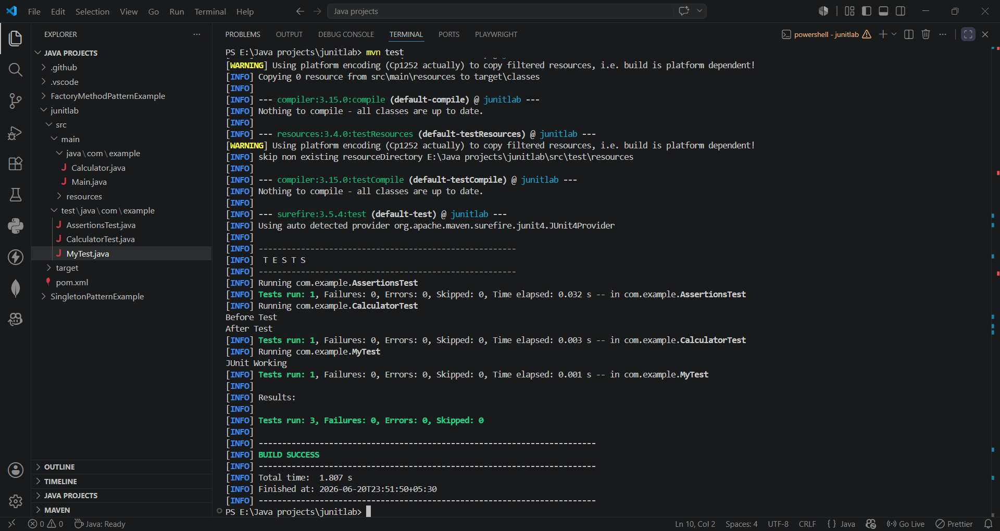 File Edit Selection View Go Run Terminal Help
Java projects
EXPLORER
JAVA PROJECTS
.github
.vscode
FactoryMethodPatternExample
junitlab
src
main
java\com\example
Calculator.java
Main.java
resources
test\java\com\example
AssertionsTest.java
CalculatorTest.java
MyTest.java
target
pom.xml
SingletonPatternExample
OUTLINE
TIMELINE
JAVA PROJECTS
MAVEN
PROBLEMS OUTPUT DEBUG CONSOLE TERMINAL PORTS PLAYWRIGHT
powershell - junitlab
PS E:\Java projects\junitlab> mvn test
[WARNING] Using platform encoding (Cp1252 actually) to copy filtered resources, i.e. build is platform dependent!
[INFO] Copying 0 resource from src\main\resources to target\classes
[INFO]
[INFO] --- compiler:3.15.0:compile (default-compile) @ junitlab ---
[INFO] Nothing to compile - all classes are up to date.
[INFO]
[INFO] --- resources:3.4.0:testResources (default-testResources) @ junitlab ---
[WARNING] Using platform encoding (Cp1252 actually) to copy filtered resources, i.e. build is platform dependent!
[INFO] skip non existing resourceDirectory E:\Java projects\junitlab\src\test\resources
[INFO]
[INFO] --- compiler:3.15.0:testCompile (default-testCompile) @ junitlab ---
[INFO] Nothing to compile - all classes are up to date.
[INFO]
[INFO] --- surefire:3.5.4:test (default-test) @ junitlab ---
[INFO] Using auto detected provider org.apache.maven.surefire.junit4.JUnit4Provider
[INFO]
[INFO] -------------------------------------------------------
[INFO]  T E S T S
[INFO] -------------------------------------------------------
[INFO] Running com.example.AssertionsTest
[INFO] Tests run: 1, Failures: 0, Errors: 0, Skipped: 0, Time elapsed: 0.032 s -- in com.example.AssertionsTest
[INFO] Running com.example.CalculatorTest
Before Test
After Test
[INFO] Tests run: 1, Failures: 0, Errors: 0, Skipped: 0, Time elapsed: 0.003 s -- in com.example.CalculatorTest
[INFO] Running com.example.MyTest
JUnit Working
[INFO] Tests run: 1, Failures: 0, Errors: 0, Skipped: 0, Time elapsed: 0.001 s -- in com.example.MyTest
[INFO]
[INFO] Results:
[INFO]
[INFO] Tests run: 3, Failures: 0, Errors: 0, Skipped: 0
[INFO]
[INFO] ------------------------------------------------------------------------
[INFO] BUILD SUCCESS
[INFO] ------------------------------------------------------------------------
[INFO] Total time:  1.807 s
[INFO] Finished at: 2026-06-20T23:51:50+05:30
[INFO] ------------------------------------------------------------------------
PS E:\Java projects\junitlab>
0 0 Java: Ready
Ln 10, Col 2 Spaces: 4 UTF-8 CRLF {} Java Go Live Prettier